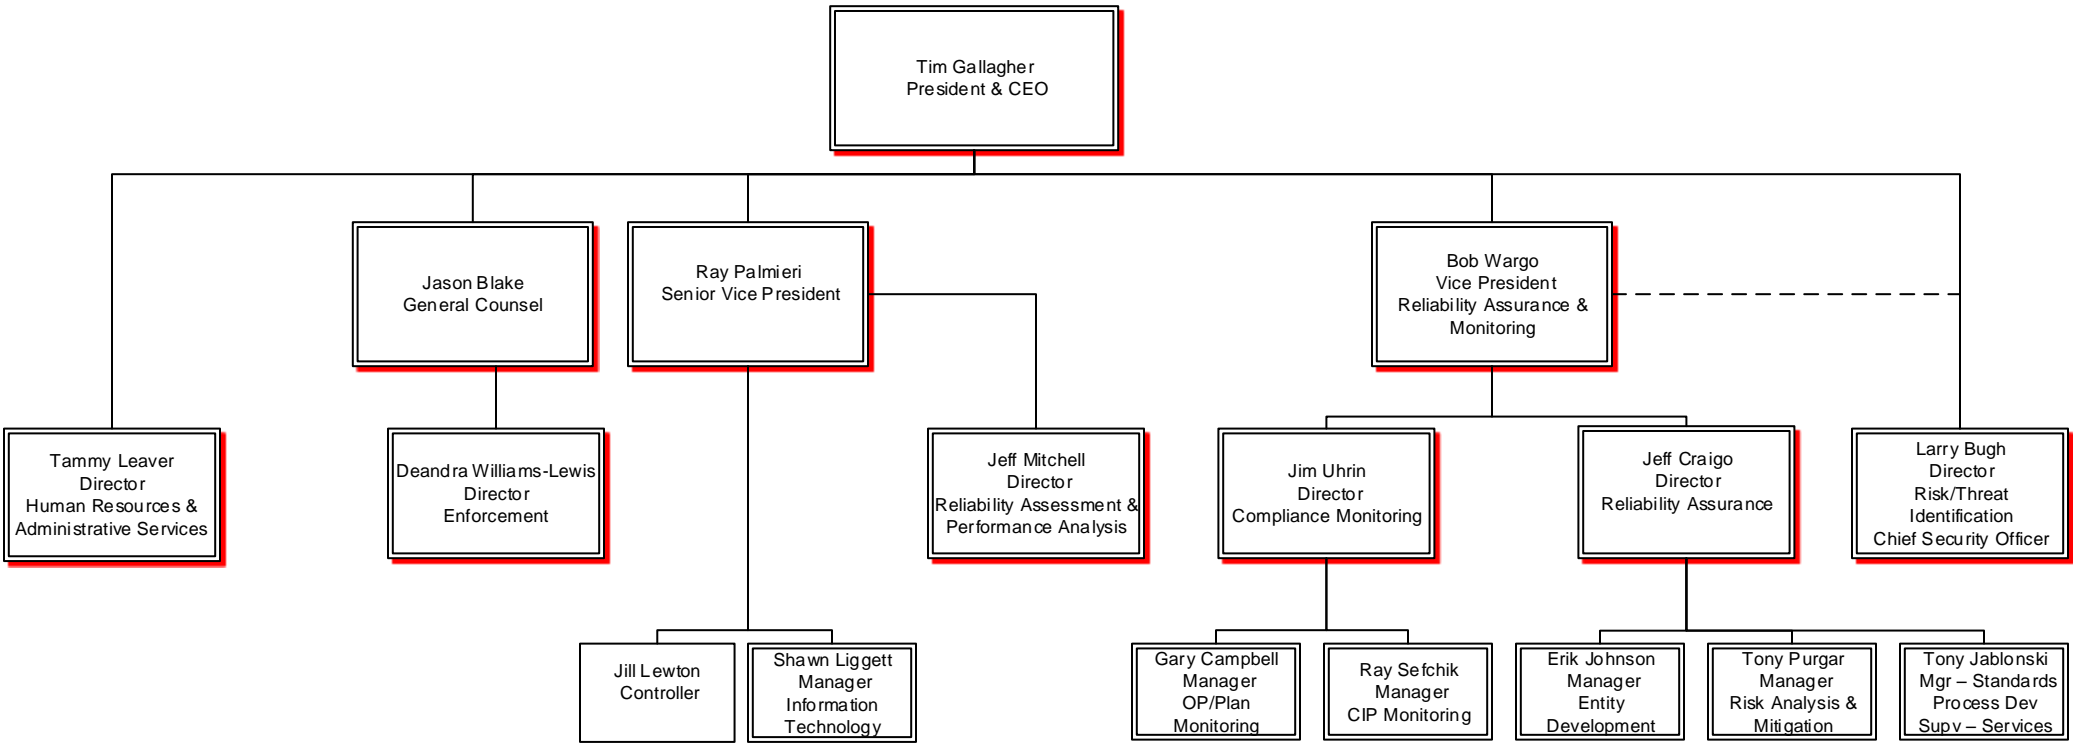 Tim Gallagher
President & CEO
Jason Blake
General Counsel
Ray Palmieri
Senior Vice President
Bob Wargo
Vice President
Reliability Assurance &
Monitoring
Tammy Leaver
Director
Human Resources &
Administrative Services
Deandra Williams-Lewis
Director
Enforcement
Jeff Mitchell
Director
Reliability Assessment &
Performance Analysis
Jim Uhrin
Director
Compliance Monitoring
Jeff Craigo
Director
Reliability Assurance
Larry Bugh
Director
Risk/Threat
Identification
Chief Security Officer
Jill Lewton
Controller
Shawn Liggett
Manager
Information
Technology
Gary Campbell
Manager
OP/Plan
Monitoring
Ray Sefchik
Manager
CIP Monitoring
Erik Johnson
Manager
Entity
Development
Tony Purgar
Manager
Risk Analysis &
Mitigation
Tony Jablonski
Mgr – Standards
Process Dev
Supv – Services